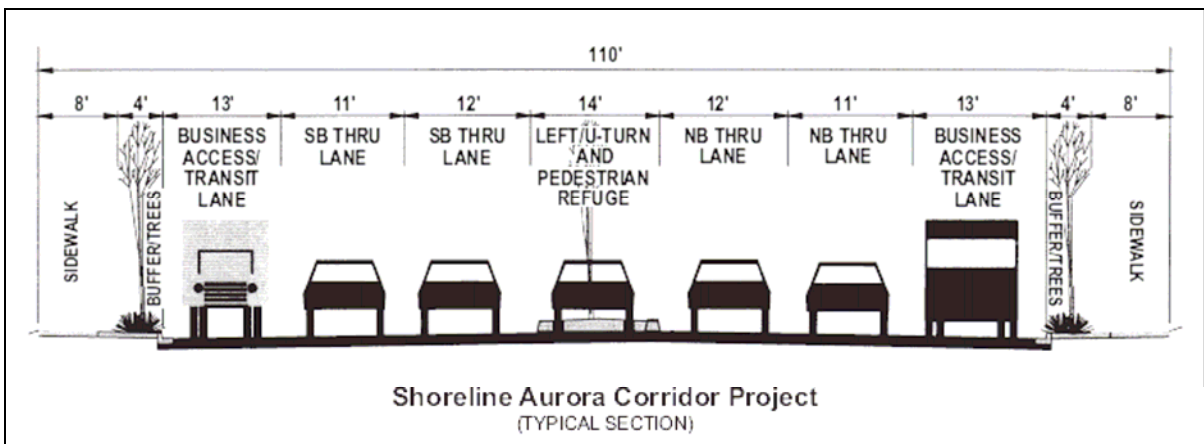 110'
8'
4'
13'
11'
12'
14'
12'
11'
13'
4'
8'
SIDEWALK
BUFFER/TREES
BUSINESS
ACCESS/
TRANSIT
LANE
SB THRU
LANE
SB THRU
LANE
LEFT/U-TURN
AND
PEDESTRIAN
REFUGE
NB THRU
LANE
NB THRU
LANE
BUSINESS
ACCESS/
TRANSIT
LANE
BUFFER/TREES
SIDEWALK
Shoreline Aurora Corridor Project
(TYPICAL SECTION)